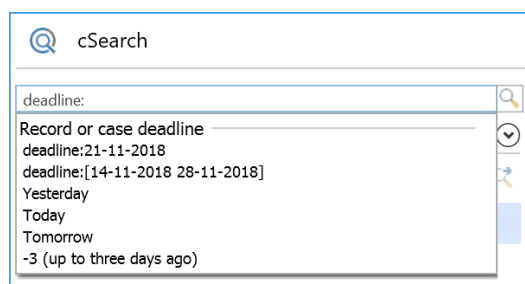 cSearch
deadline:
Record or case deadline
deadline:21-11-2018
deadline:[14-11-2018 28-11-2018]
Yesterday
Today
Tomorrow
-3 (up to three days ago)